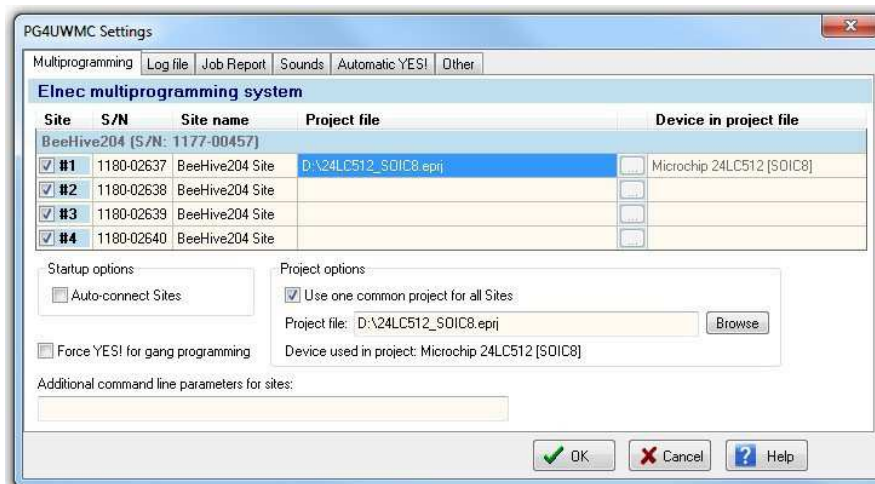 PG4UWMC Settings
Multiprogramming Log file Job Report Sounds Automatic YES! Other
Elnec multiprogramming system
Site S/N Site name Project file Device in project file
BeeHive204 (S/N: 1177-00457)
#1 1180-02637 BeeHive204 Site D:\24LC512_SOIC8.eprj ... Microchip 24LC512 [SOIC8]
#2 1180-02638 BeeHive204 Site ...
#3 1180-02639 BeeHive204 Site ...
#4 1180-02640 BeeHive204 Site ...
Startup options Project options
Auto-connect Sites Use one common project for all Sites
Project file: D:\24LC512_SOIC8.eprj Browse
Force YES! for gang programming Device used in project: Microchip 24LC512 [SOIC8]
Additional command line parameters for sites:
OK Cancel ? Help